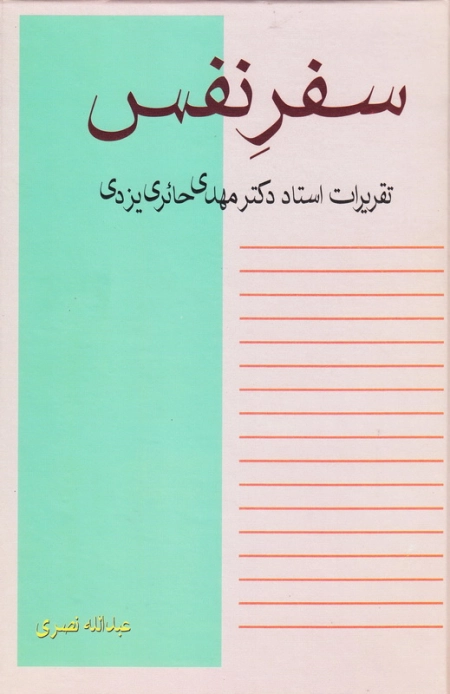 سفرِ نفس
تقریرات استاد دکتر مهدی حائری یزدی
عبدالله نصری